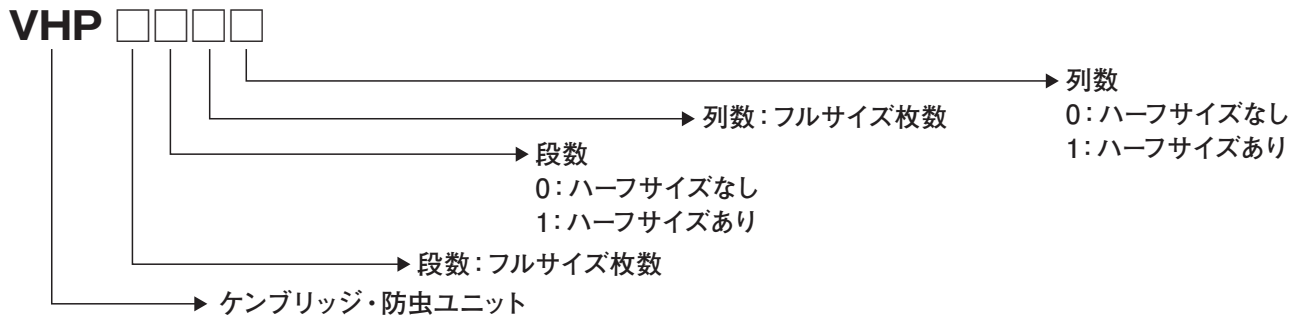 VHP □□□□
列数
0：ハーフサイズなし
1：ハーフサイズあり
列数：フルサイズ枚数
段数
0：ハーフサイズなし
1：ハーフサイズあり
段数：フルサイズ枚数
ケンブリッジ・防虫ユニット